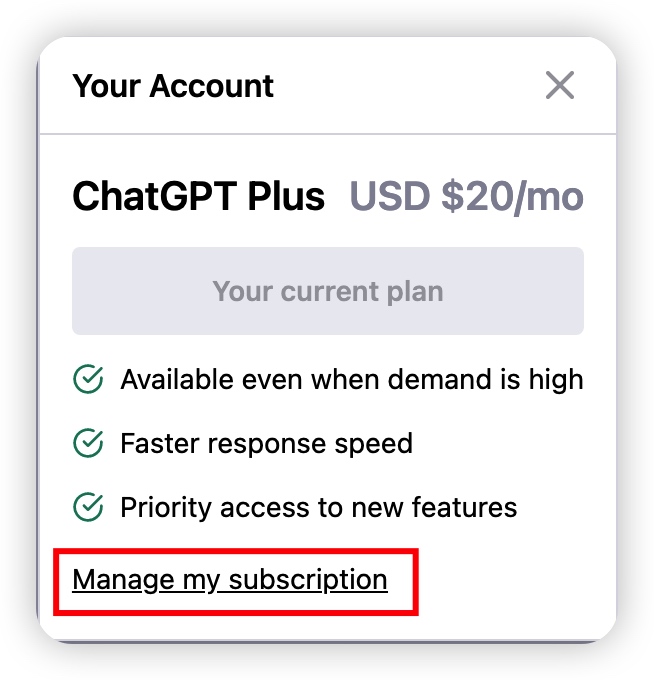 Your Account
ChatGPT Plus USD $20/mo
Your current plan
Available even when demand is high
Faster response speed
Priority access to new features
Manage my subscription